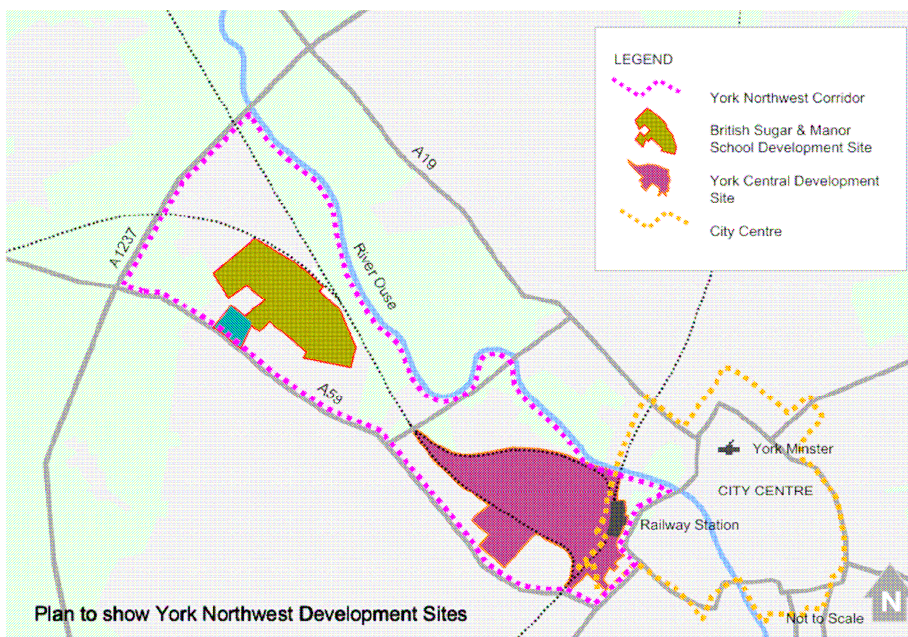 LEGEND
York Northwest Corridor
British Sugar & Manor
School Development Site
York Central Development
Site
City Centre
A19
A1237
River Ouse
A59
York Minster
CITY CENTRE
Railway Station
Plan to show York Northwest Development Sites
Not to Scale
N